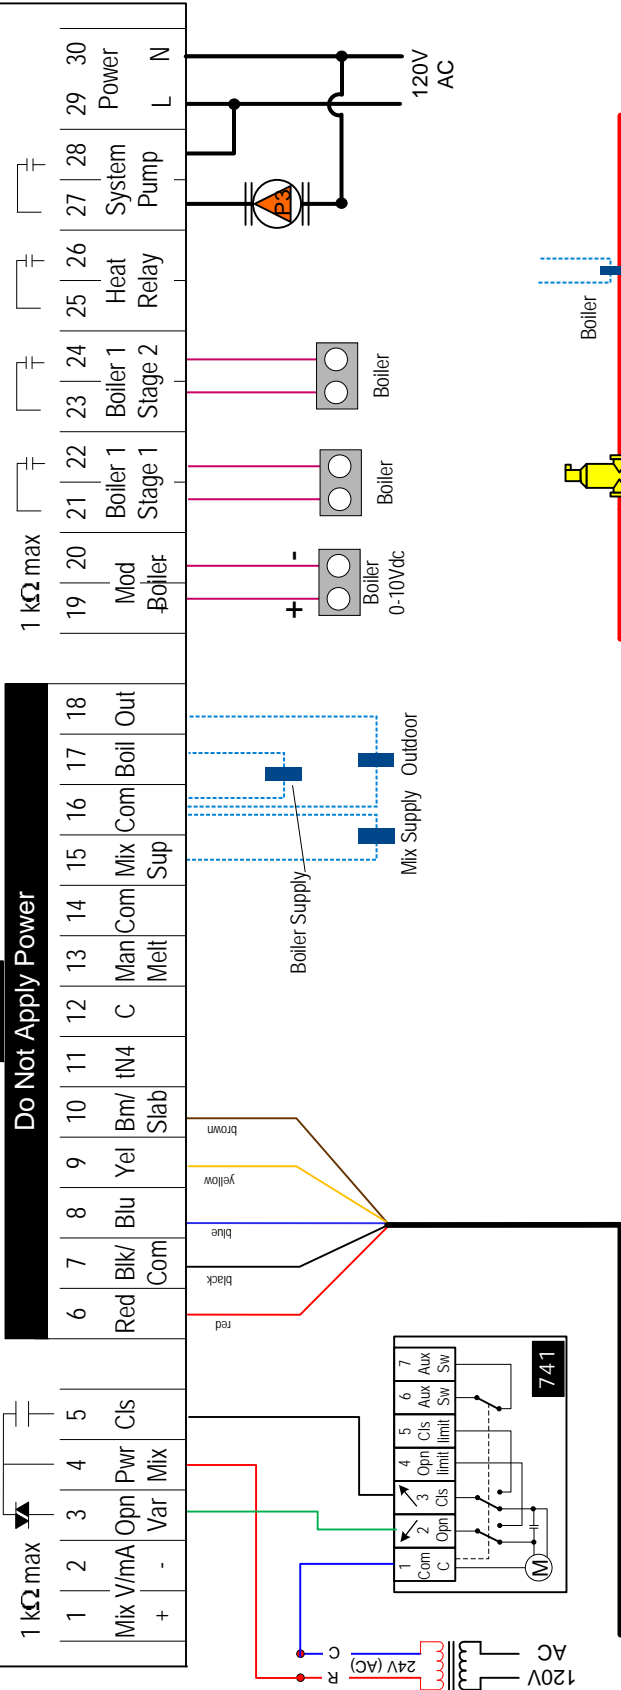 1 kΩ max
1 2 3 4 5
Mix V/mA Opn Pwr Cls
+ - Var Mix
Do Not Apply Power
6 7 8 9 10 11 12 13 14 15 16 17 18
Red Blk/ Blu Yel Bm/ tN4 C Man Com Mix Com Boil Out
Com Slab Melt Sup
1 kΩ max
19 20 21 22 23 24 25 26 27 28 29 30
Mod Boiler 1 Boiler 1 Heat System Power
+ Boiler - Stage 1 Stage 2 Relay Pump L N
red
black
blue
yellow
brown
Boiler Supply
Mix Supply
Outdoor
+ -
Boiler
0-10Vdc
Boiler
Boiler
P3
120V
AC
Boiler
R C
24V (AC)
120V
AC
1 2 3 4 5 6 7
Com Opn Cls Opn Cls Aux Aux
C limit limit Sw Sw
M
741